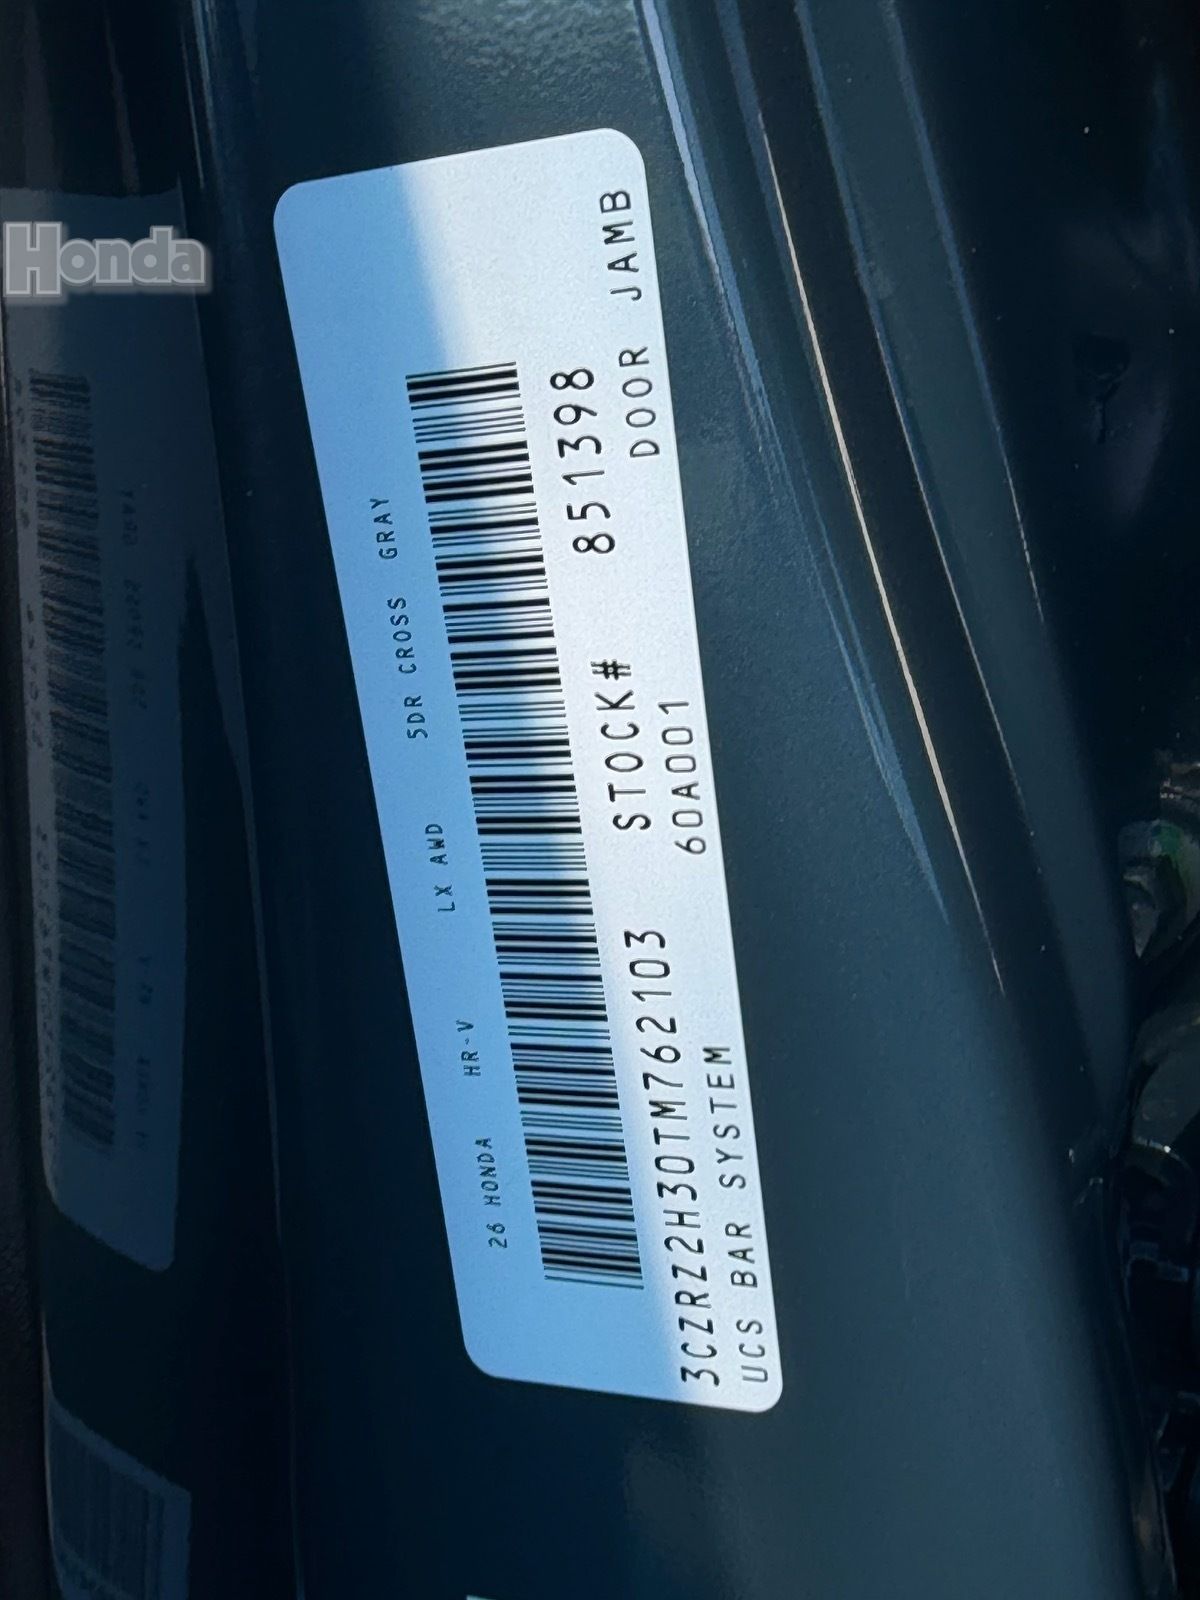 Honda
26 HONDA HR-V LX AWD 5DR CROSS GRAY
3CZRZ2H30TM762103 STOCK# 851398
UCS BAR SYSTEM 60A001 DOOR JAMB